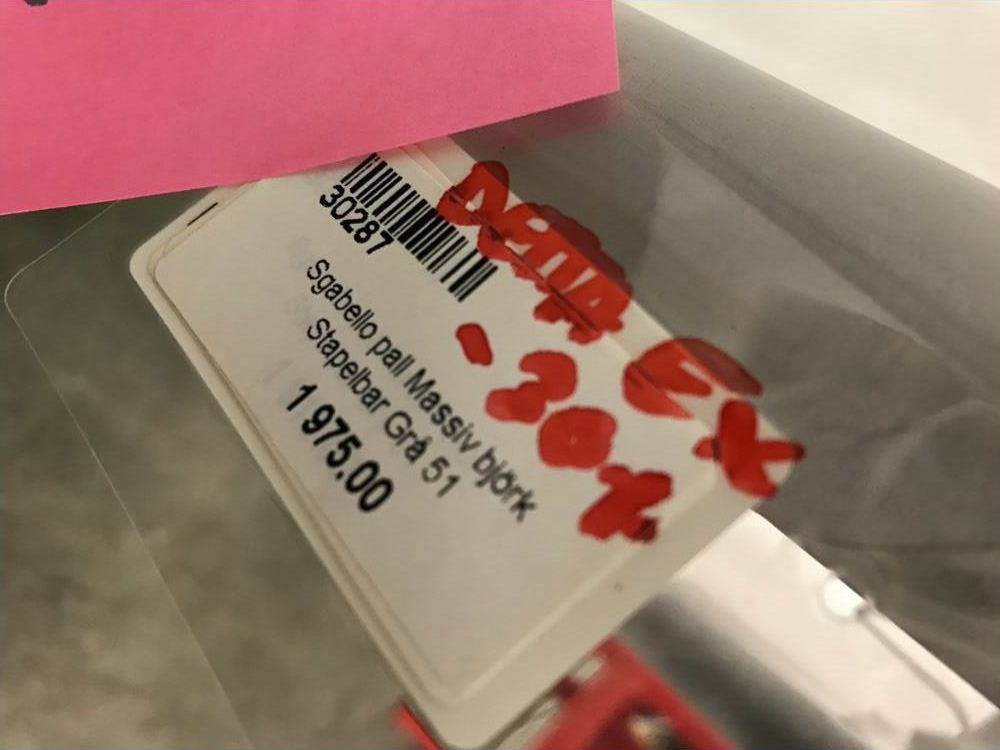 30287
Sgabello pall Massiv björk
Stapelbar Grå 51
1 975.00
DETTA EX
-30%